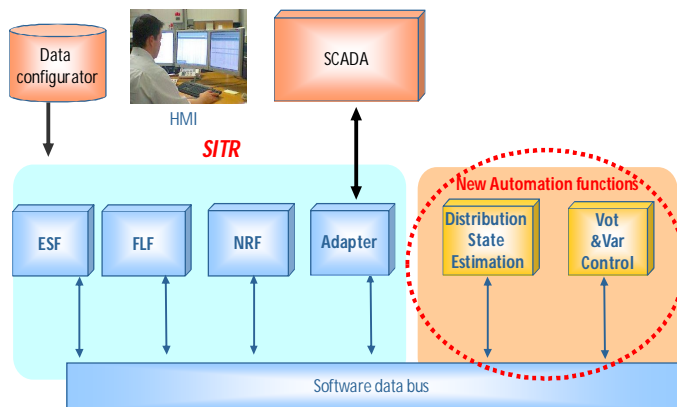 Data
configurator
HMI
SCADA
SITR
New Automation functions
ESF
FLF
NRF
Adapter
Distribution
State
Estimation
Vot
&Var
Control
Software data bus